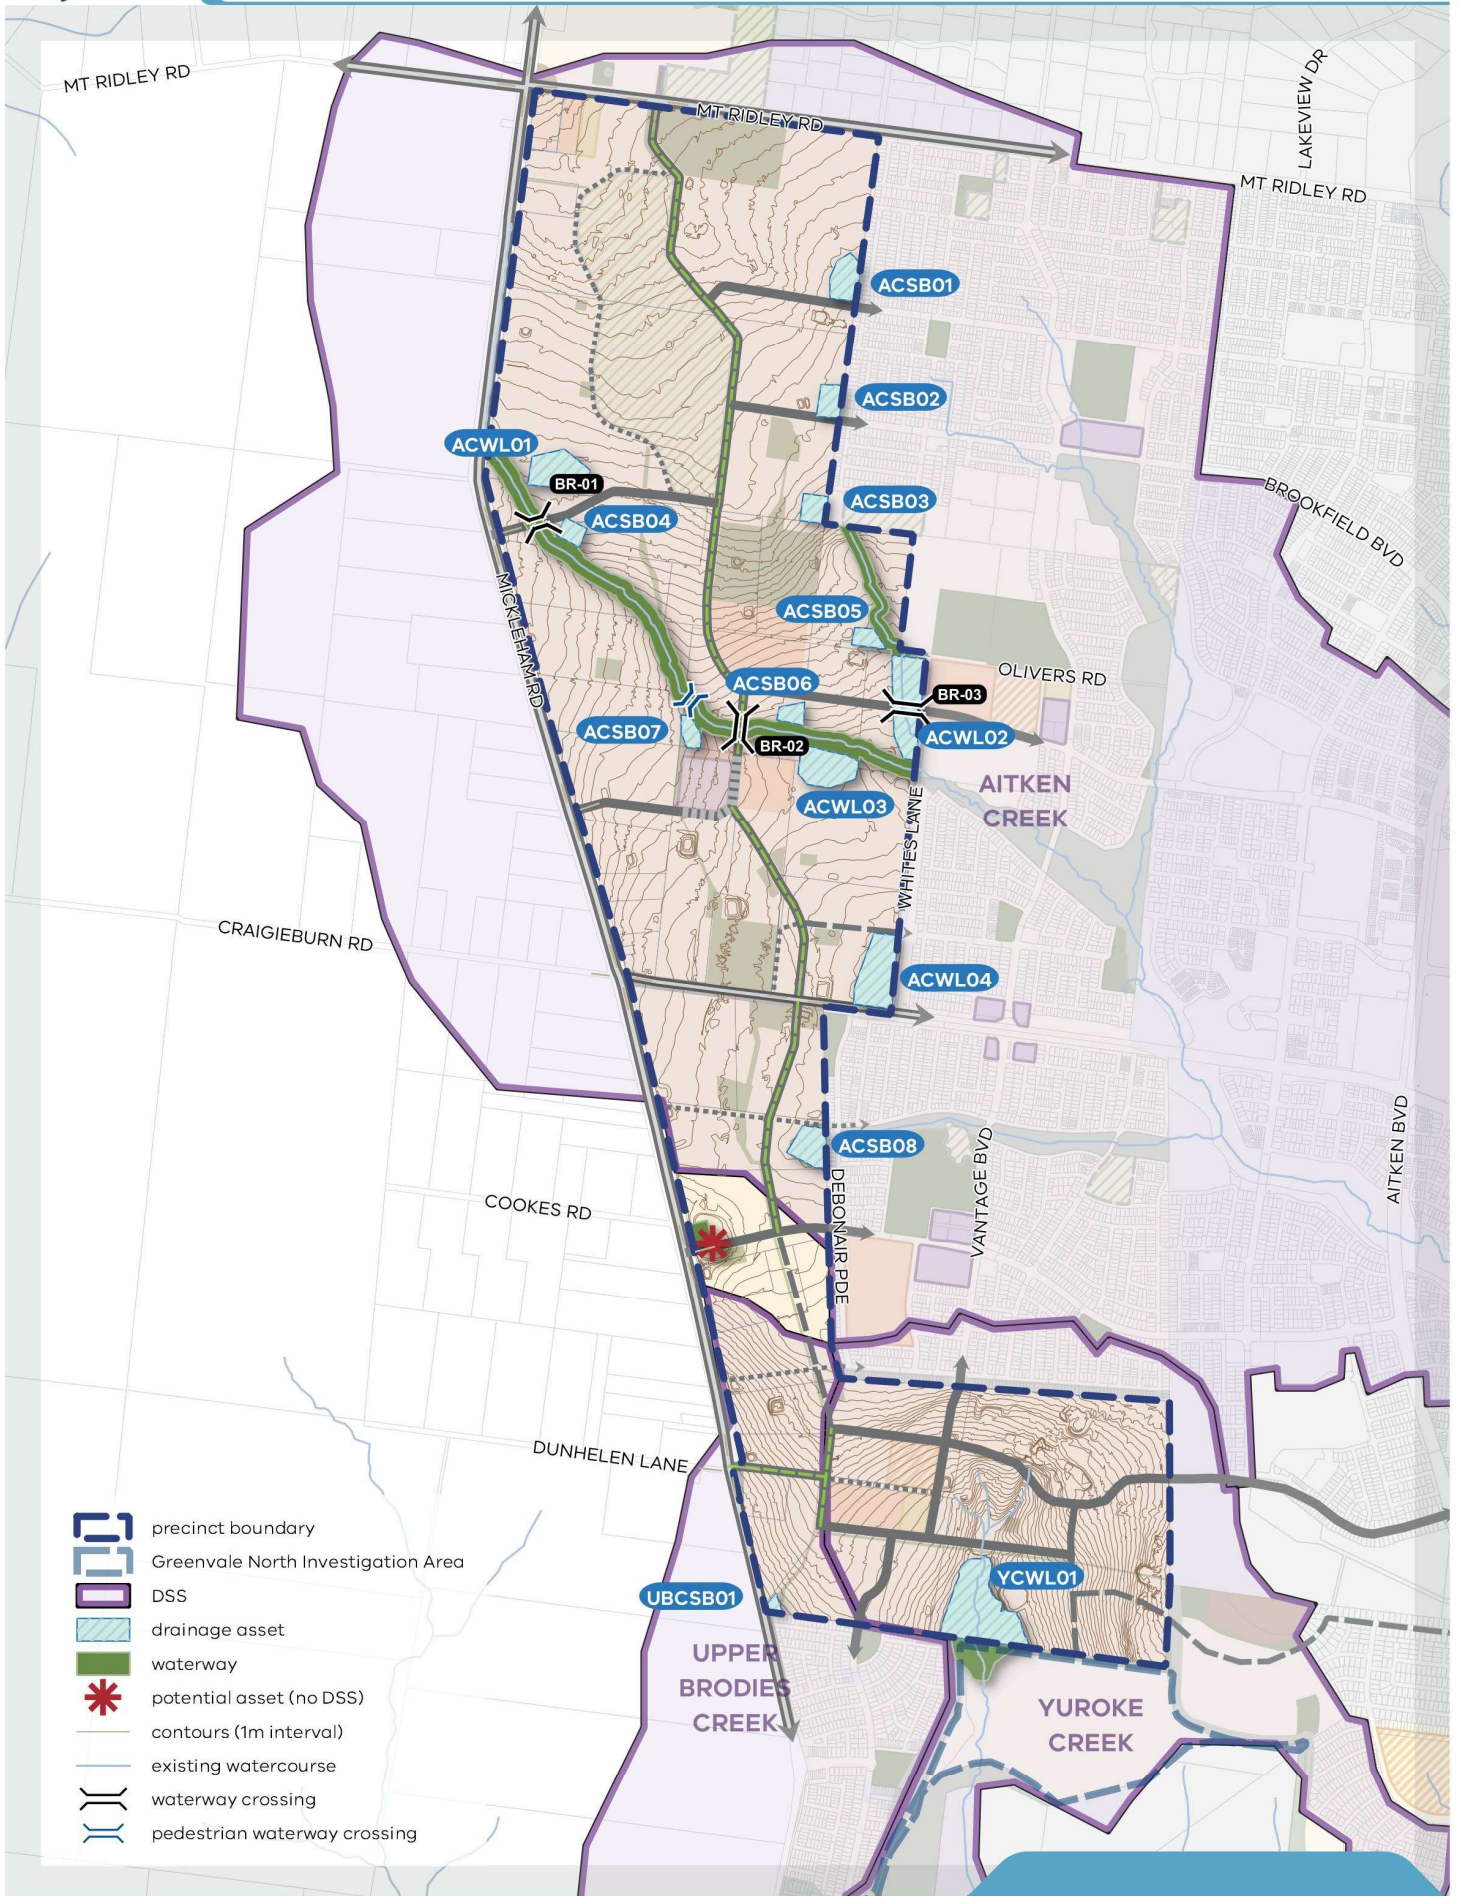 MT RIDLEY RD
MT RIDLEY RD
LAKEVIEW DR
MT RIDLEY RD
ACSB01
ACSB02
ACWL01
BR-01
ACSB03
ACSB04
BROOKFIELD BVD
MICKLEHAM RD
ACSB05
OLIVERS RD
ACSB06
BR-03
ACSB07
BR-02
ACWL02
ACWL03
AITKEN
CREEK
WHITES LANE
CRAIGIEBURN RD
ACWL04
ACSB08
DEBONAIR PDE
VANTAGE BVD
AITKEN BVD
COOKES RD
DUNHELEN LANE
YCWL01
UBCSB01
UPPER
BRODIES
CREEK
YUROKE
CREEK
precinct boundary
Greenvale North Investigation Area
DSS
drainage asset
waterway
potential asset (no DSS)
contours (1m interval)
existing watercourse
waterway crossing
pedestrian waterway crossing